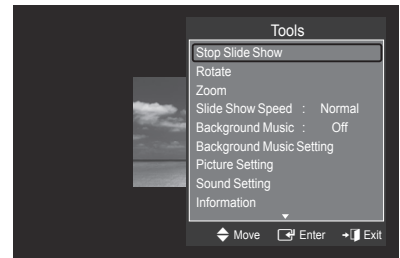 Tools
Stop Slide Show
Rotate
Zoom
Slide Show Speed : Normal
Background Music : Off
Background Music Setting
Picture Setting
Sound Setting
Information
Move Enter Exit